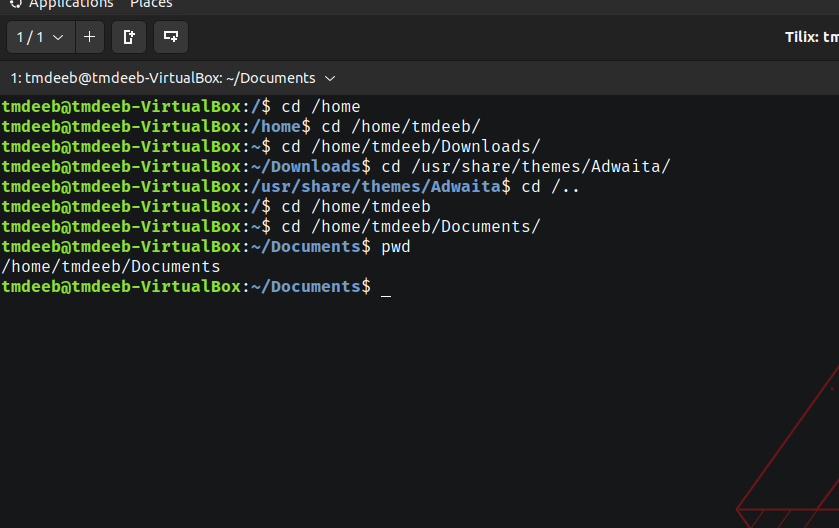 Applications Places
1 / 1
Tilix: tm
1: tmdeeb@tmdeeb-VirtualBox: ~/Documents
tmdeeb@tmdeeb-VirtualBox:/$ cd /home
tmdeeb@tmdeeb-VirtualBox:/home$ cd /home/tmdeeb/
tmdeeb@tmdeeb-VirtualBox:~$ cd /home/tmdeeb/Downloads/
tmdeeb@tmdeeb-VirtualBox:~/Downloads$ cd /usr/share/themes/Adwaita/
tmdeeb@tmdeeb-VirtualBox:/usr/share/themes/Adwaita$ cd /..
tmdeeb@tmdeeb-VirtualBox:/$ cd /home/tmdeeb
tmdeeb@tmdeeb-VirtualBox:~$ cd /home/tmdeeb/Documents/
tmdeeb@tmdeeb-VirtualBox:~/Documents$ pwd
/home/tmdeeb/Documents
tmdeeb@tmdeeb-VirtualBox:~/Documents$ _